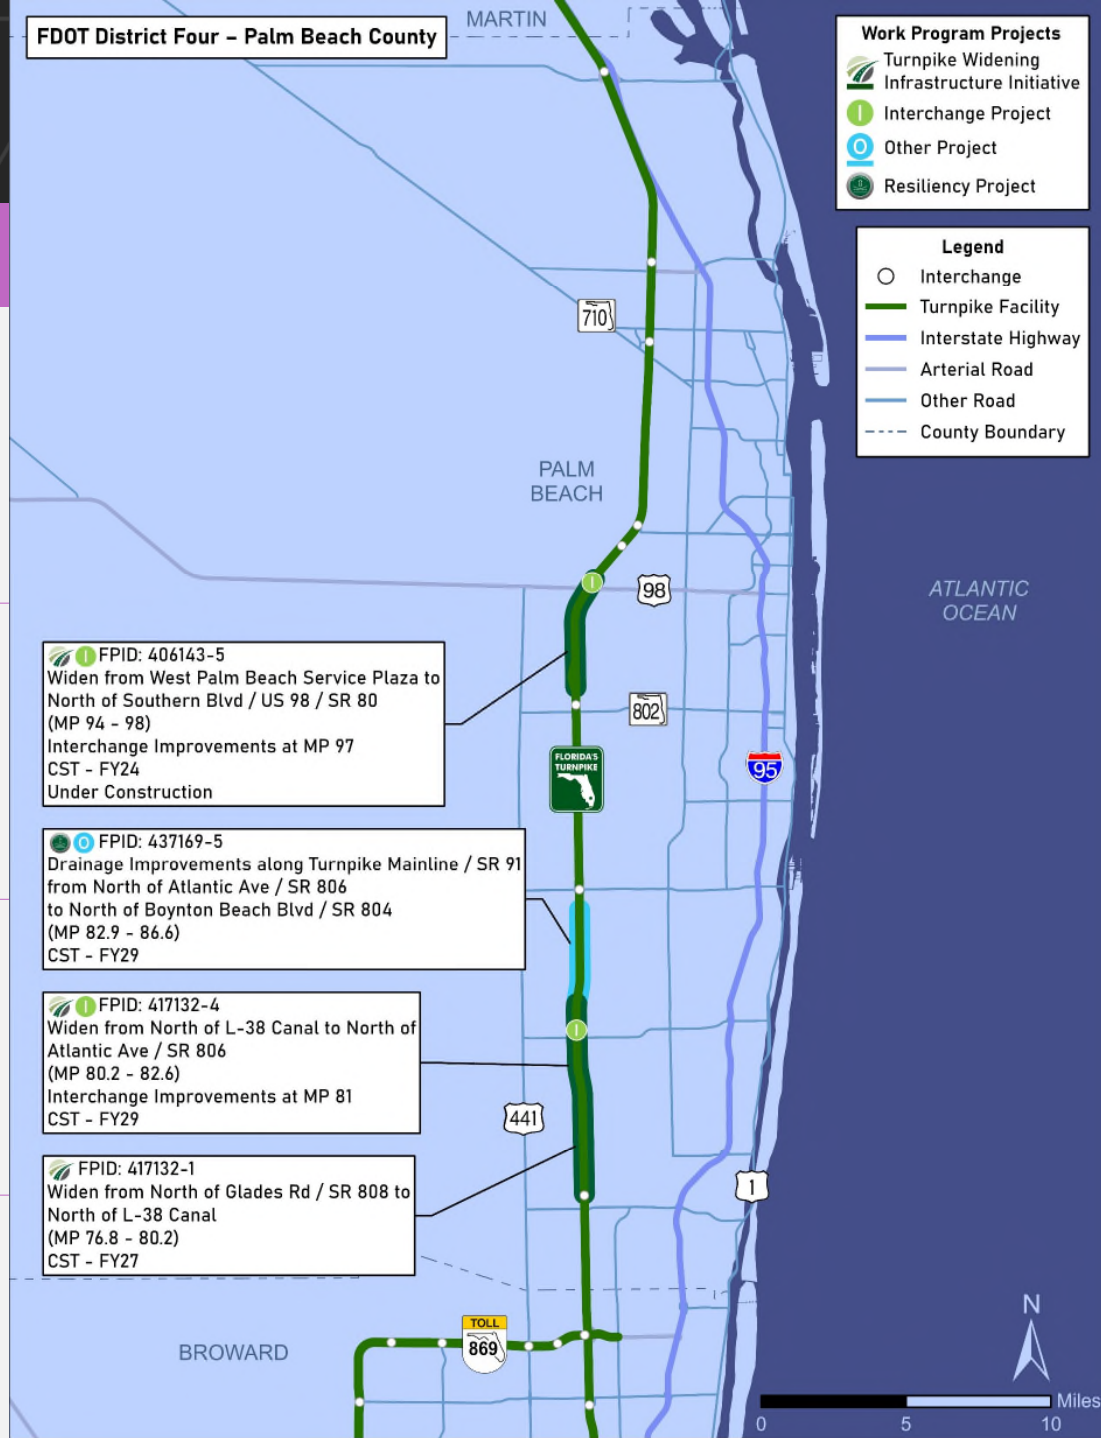 FDOT District Four – Palm Beach County
MARTIN
Work Program Projects
Turnpike Widening
Infrastructure Initiative
I Interchange Project
O Other Project
Resiliency Project
Legend
Interchange
Turnpike Facility
Interstate Highway
Arterial Road
Other Road
County Boundary
710
PALM
BEACH
I
98
ATLANTIC
OCEAN
I FPID: 406143-5
Widen from West Palm Beach Service Plaza to
North of Southern Blvd / US 98 / SR 80
(MP 94 - 98)
Interchange Improvements at MP 97
CST - FY24
Under Construction
802
FLORIDA'S
TURNPIKE
95
O FPID: 437169-5
Drainage Improvements along Turnpike Mainline / SR 91
from North of Atlantic Ave / SR 806
to North of Boynton Beach Blvd / SR 804
(MP 82.9 - 86.6)
CST - FY29
I FPID: 417132-4
Widen from North of L-38 Canal to North of
Atlantic Ave / SR 806
(MP 80.2 - 82.6)
Interchange Improvements at MP 81
CST - FY29
I
441
FPID: 417132-1
Widen from North of Glades Rd / SR 808 to
North of L-38 Canal
(MP 76.8 - 80.2)
CST - FY27
1
BROWARD
TOLL
869
N
Miles
0 5 10